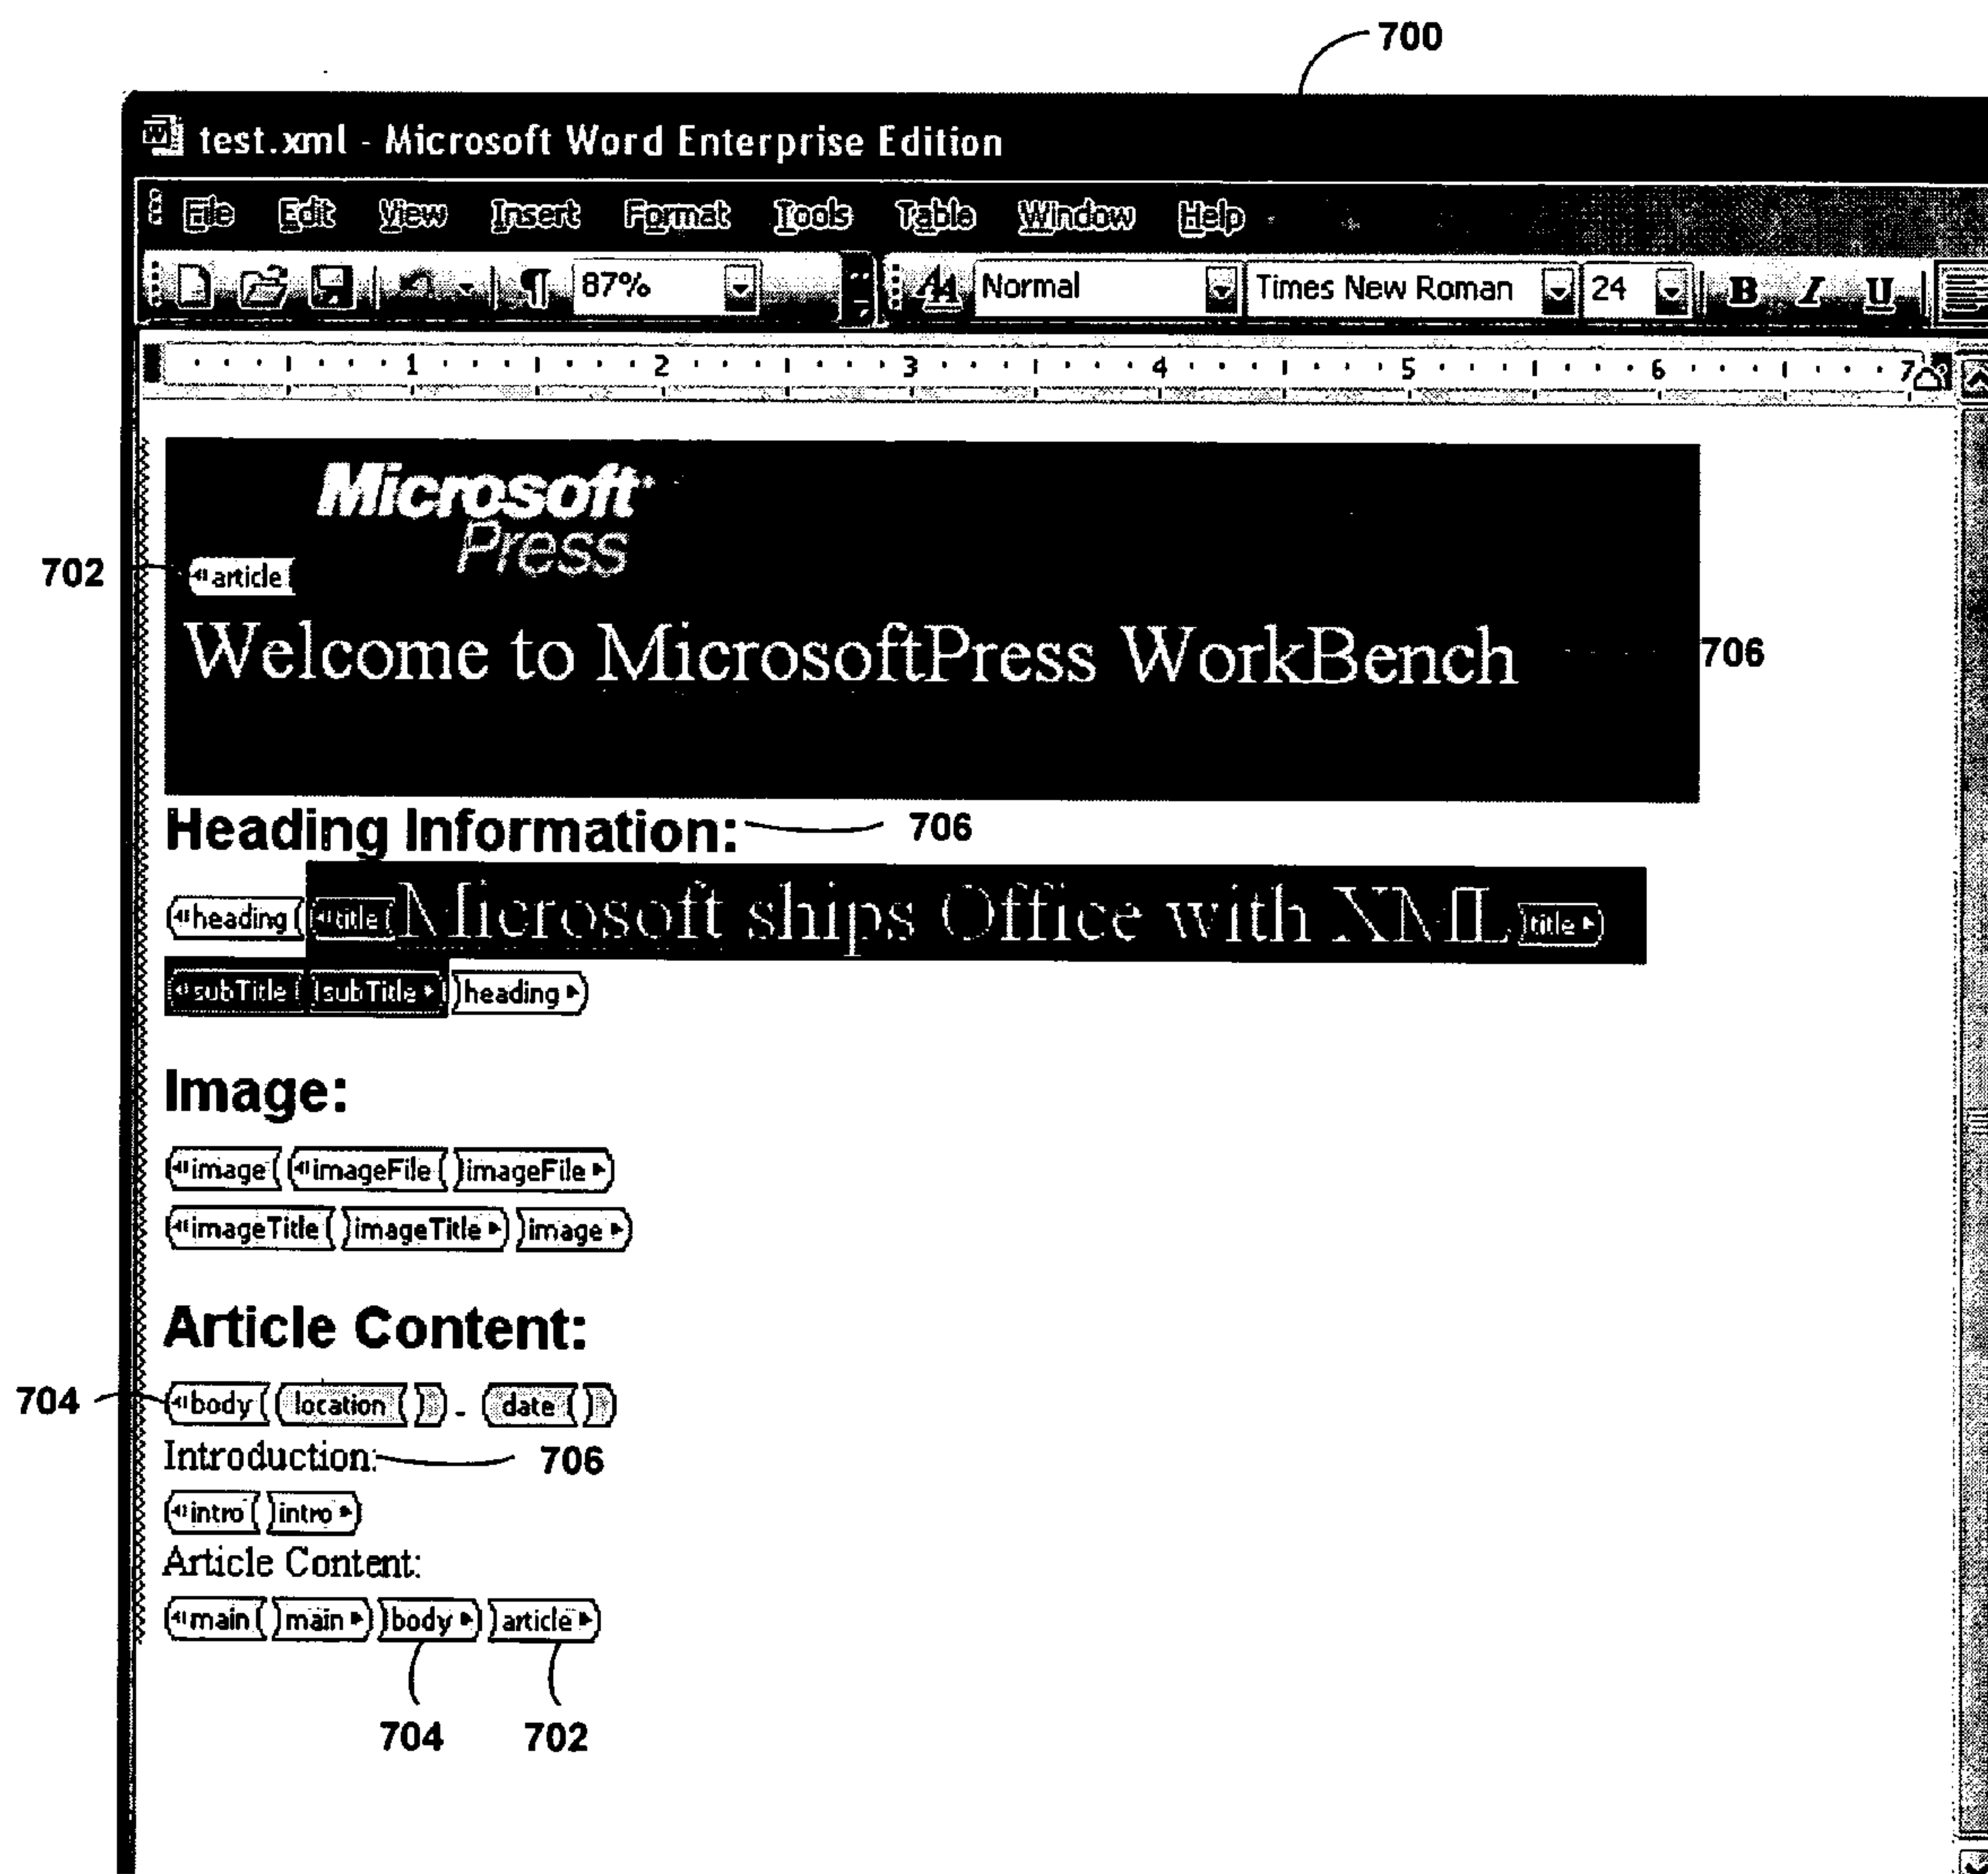 700
test.xml - Microsoft Word Enterprise Edition
File Edit View Insert Format Tools Table Window Help
87% Normal Times New Roman 24 B I U
1 2 3 4 5 6 7
Microsoft
Press
702 article
Welcome to MicrosoftPress WorkBench 706
Heading Information: 706
heading title Microsoft ships Office with XML title
subTitle subTitle heading
Image:
image imageFile imageFile
imageTitle imageTitle image
Article Content:
704 body location - date
Introduction: 706
intro intro
Article Content:
main main body article
704 702